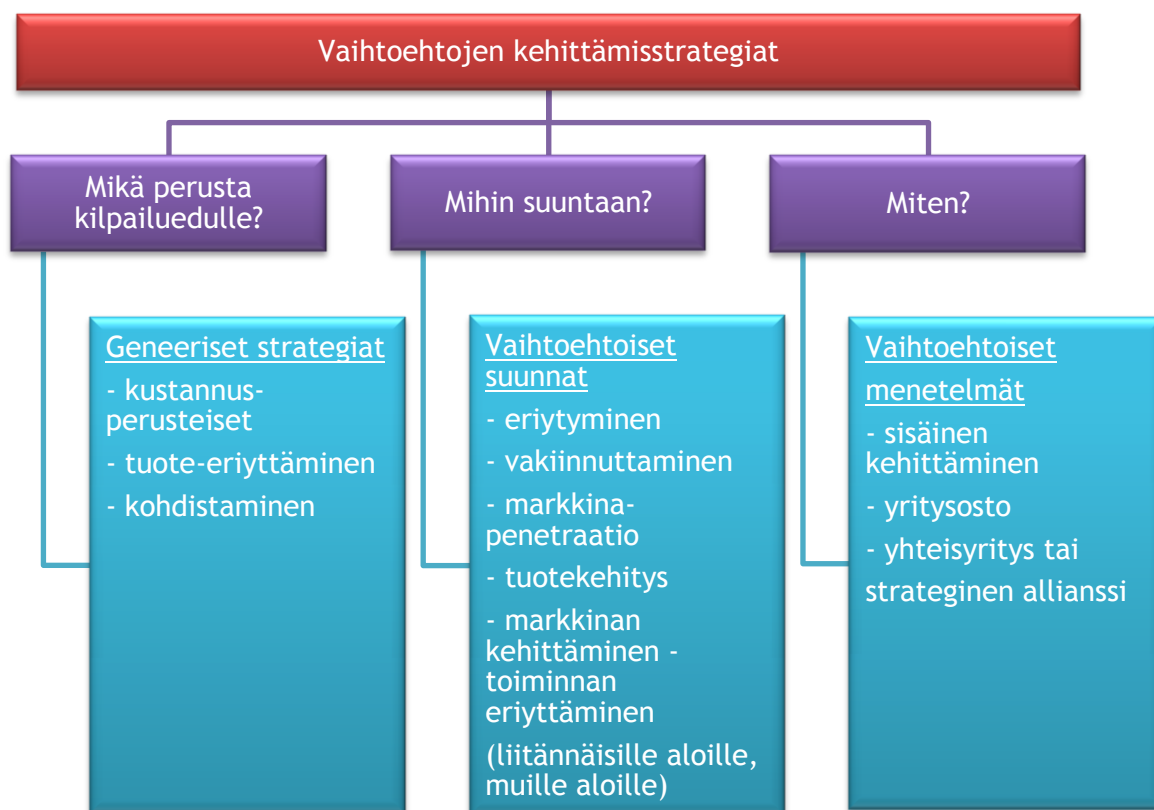 Vaihtoehtojen kehittämisstrategiat
Mikä perusta
kilpailuedulle?
Mihin suuntaan?
Miten?
Geneeriset strategiat
- kustannus-
perusteiset
- tuote-eriyttäminen
- kohdistaminen
Vaihtoehtoiset
suunnat
- eriytyminen
- vakiinnuttaminen
- markkina-
penetraatio
- tuotekehitys
- markkinan
kehittäminen -
toiminnan
eriyttäminen
(liitännäisille aloille,
muille aloille)
Vaihtoehtoiset
menetelmät
- sisäinen
kehittäminen
- yritysosto
- yhteisyritys tai
strateginen allianssi